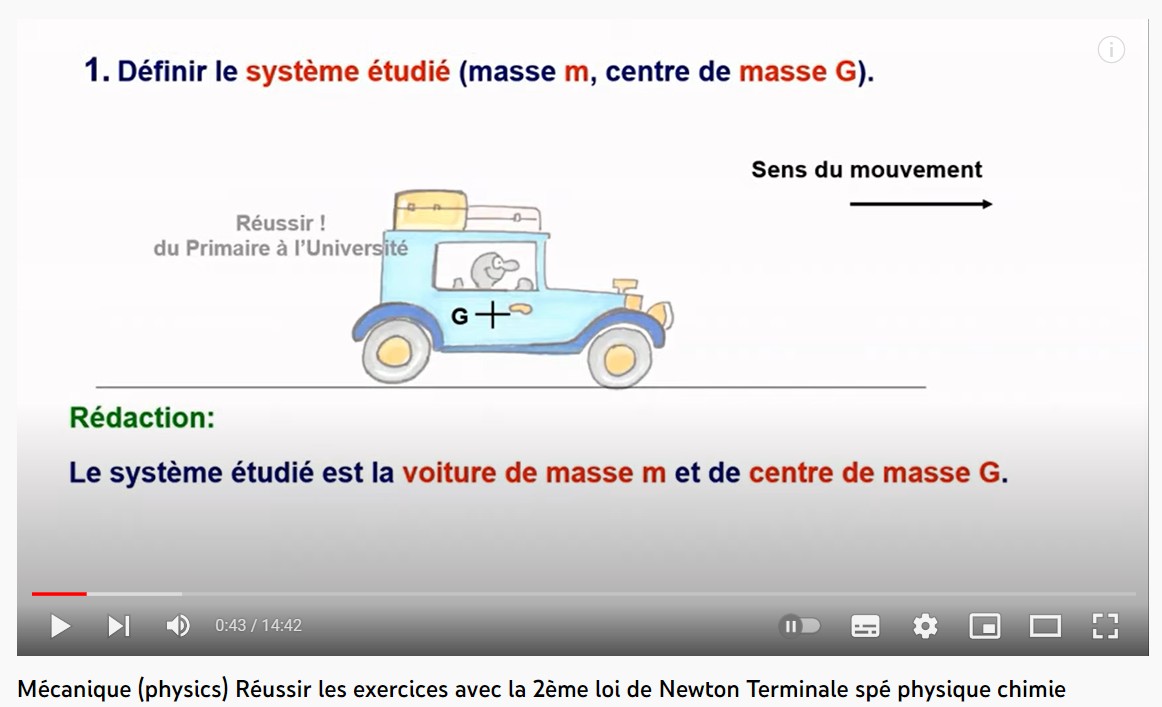 1. Définir le système étudié (masse m, centre de masse G).
Sens du mouvement
Réussir !
du Primaire à l'Université
G
Rédaction:
Le système étudié est la voiture de masse m et de centre de masse G.
0:43 / 14:42
Mécanique (physics) Réussir les exercices avec la 2ème loi de Newton Terminale spé physique chimie